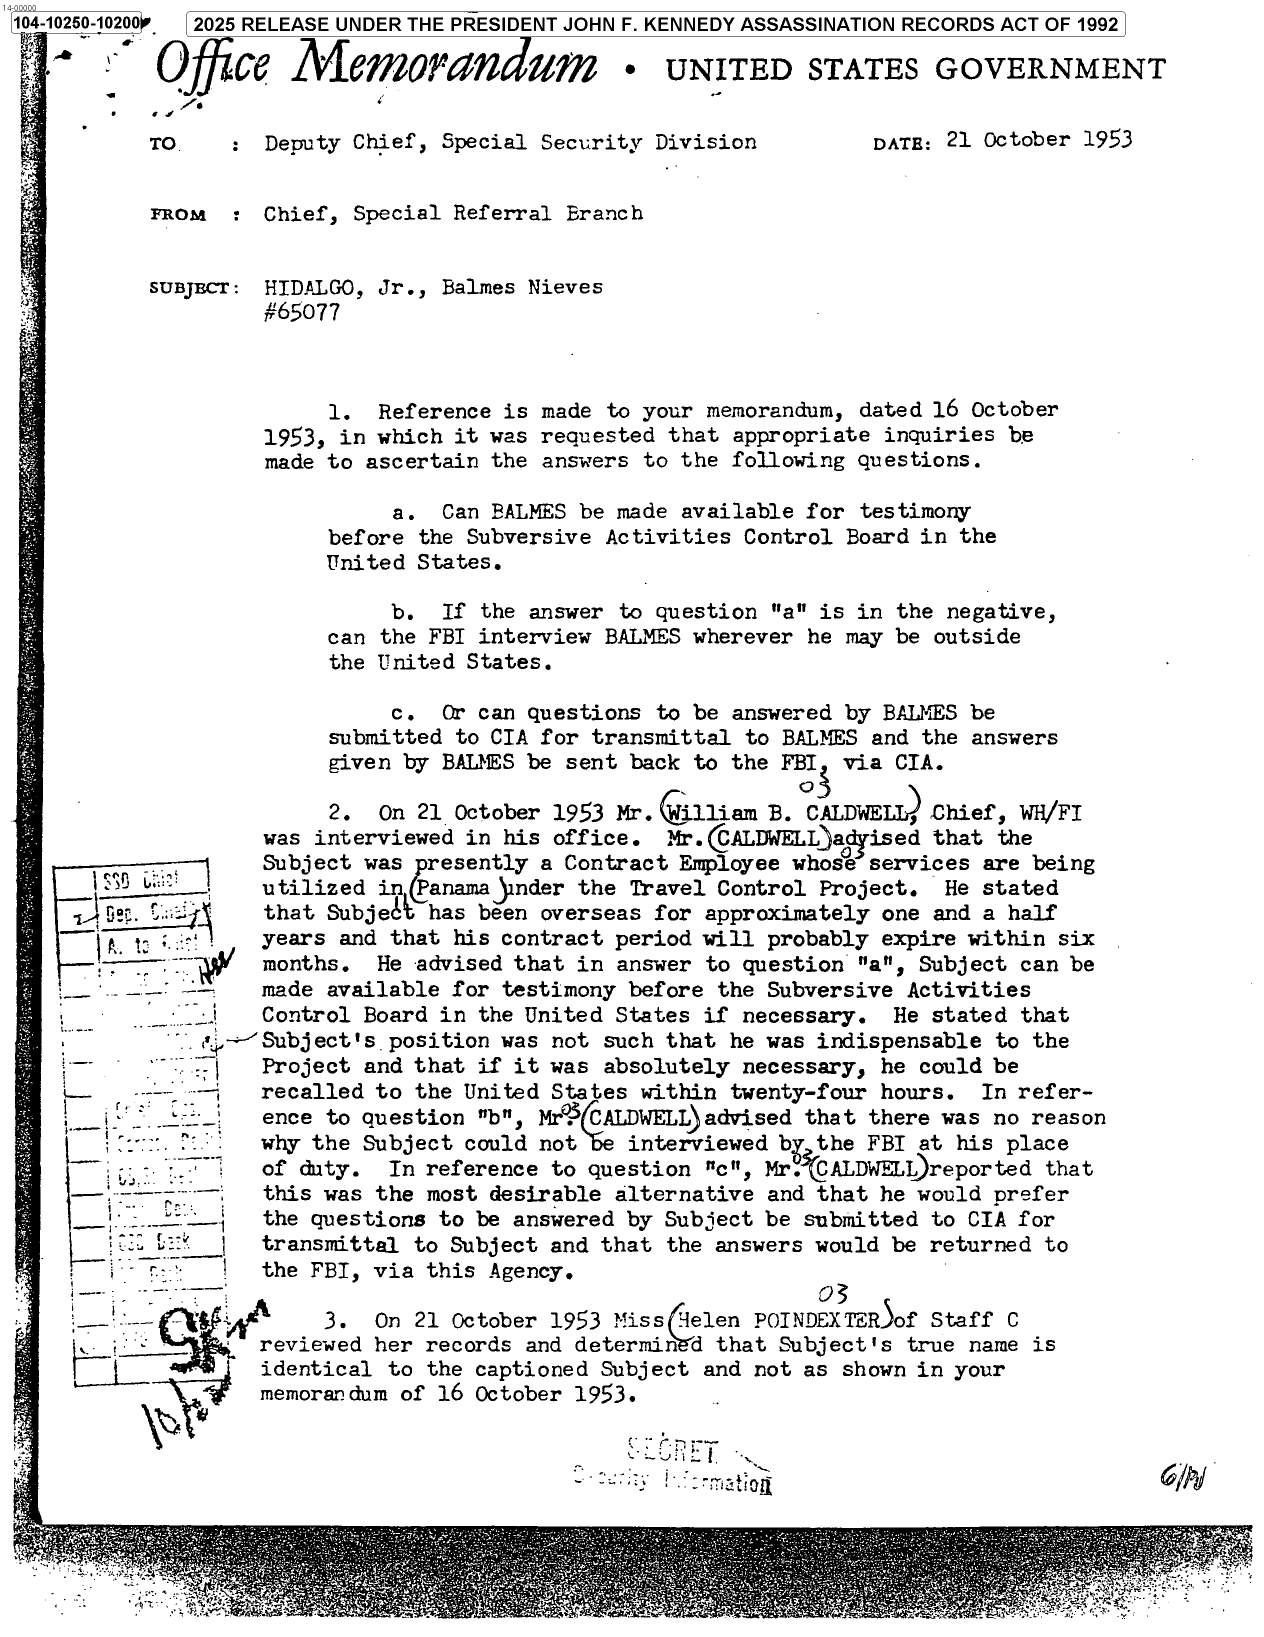 14-00000
104-10250-10200
2025 RELEASE UNDER THE PRESIDENT JOHN F. KENNEDY ASSASSINATION RECORDS ACT OF 1992
Office Memorandum • UNITED STATES GOVERNMENT
TO : Deputy Chief, Special Security Division DATE: 21 October 1953
FROM : Chief, Special Referral Branch
SUBJECT: HIDALGO, Jr., Balmes Nieves
#65077
1. Reference is made to your memorandum, dated 16 October
1953, in which it was requested that appropriate inquiries be
made to ascertain the answers to the following questions.
a. Can BALMES be made available for testimony
before the Subversive Activities Control Board in the
United States.
b. If the answer to question "a" is in the negative,
can the FBI interview BALMES wherever he may be outside
the United States.
c. Or can questions to be answered by BALMES be
submitted to CIA for transmittal to BALMES and the answers
given by BALMES be sent back to the FBI, via CIA.
03
2. On 21 October 1953 Mr. (William B. CALDWELL), Chief, WH/FI
was interviewed in his office. Mr. (CALDWELL) advised that the
03
Subject was presently a Contract Employee whose services are being
utilized in (Panama) under the Travel Control Project. He stated
that Subject has been overseas for approximately one and a half
years and that his contract period will probably expire within six
months. He advised that in answer to question "a", Subject can be
made available for testimony before the Subversive Activities
Control Board in the United States if necessary. He stated that
Subject's position was not such that he was indispensable to the
Project and that if it was absolutely necessary, he could be
recalled to the United States within twenty-four hours. In refer-
ence to question "b", Mr. 03 (CALDWELL) advised that there was no reason
why the Subject could not be interviewed by the FBI at his place
of duty. In reference to question "c", Mr. 03 (CALDWELL) reported that
this was the most desirable alternative and that he would prefer
the questions to be answered by Subject be submitted to CIA for
transmittal to Subject and that the answers would be returned to
the FBI, via this Agency.
03
3. On 21 October 1953 Miss (Helen POINDEXTER) of Staff C
reviewed her records and determined that Subject's true name is
identical to the captioned Subject and not as shown in your
memorandum of 16 October 1953.
SSD Chief
Dep. Chief
SECRET
Security Information